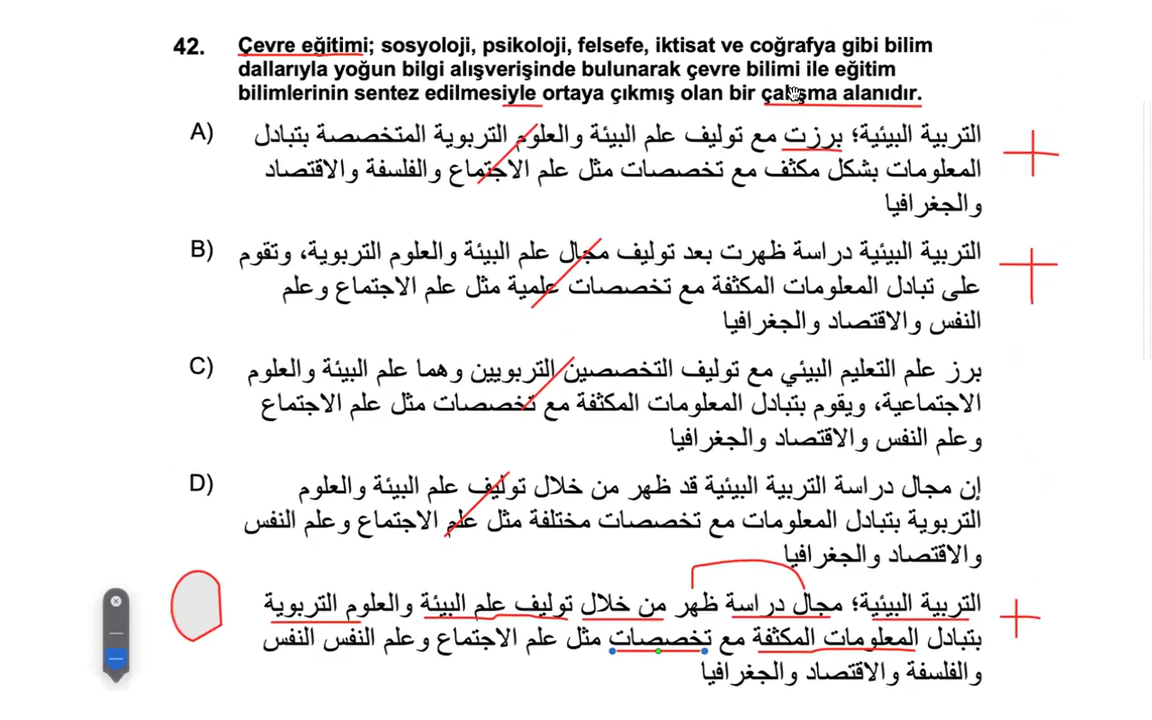 42. Çevre eğitimi; sosyoloji, psikoloji, felsefe, iktisat ve coğrafya gibi bilim
dallarıyla yoğun bilgi alışverişinde bulunarak çevre bilimi ile eğitim
bilimlerinin sentez edilmesiyle ortaya çıkmış olan bir çalışma alanıdır.
A) التربية البيئية؛ برزت مع توليف علم البيئة والعلوم التربوية المتخصصة بتبادل
المعلومات بشكل مكثف مع تخصصات مثل علم الاجتماع والفلسفة والاقتصاد
والجغرافيا
B) التربية البيئية دراسة ظهرت بعد توليف مجال علم البيئة والعلوم التربوية، وتقوم
على تبادل المعلومات المكثفة مع تخصصات علمية مثل علم الاجتماع وعلم
النفس والاقتصاد والجغرافيا
C) برز علم التعليم البيئي مع توليف التخصصين التربويين وهما علم البيئة والعلوم
الاجتماعية، ويقوم بتبادل المعلومات المكثفة مع تخصصات مثل علم الاجتماع
وعلم النفس والاقتصاد والجغرافيا
D) إن مجال دراسة التربية البيئية قد ظهر من خلال توليف علم البيئة والعلوم
التربوية بتبادل المعلومات مع تخصصات مختلفة مثل علم الاجتماع وعلم النفس
والاقتصاد والجغرافيا
التربية البيئية؛ مجال دراسة ظهر من خلال توليف علم البيئة والعلوم التربوية
بتبادل المعلومات المكثفة مع تخصصات مثل علم الاجتماع وعلم النفس النفس
والفلسفة والاقتصاد والجغرافيا